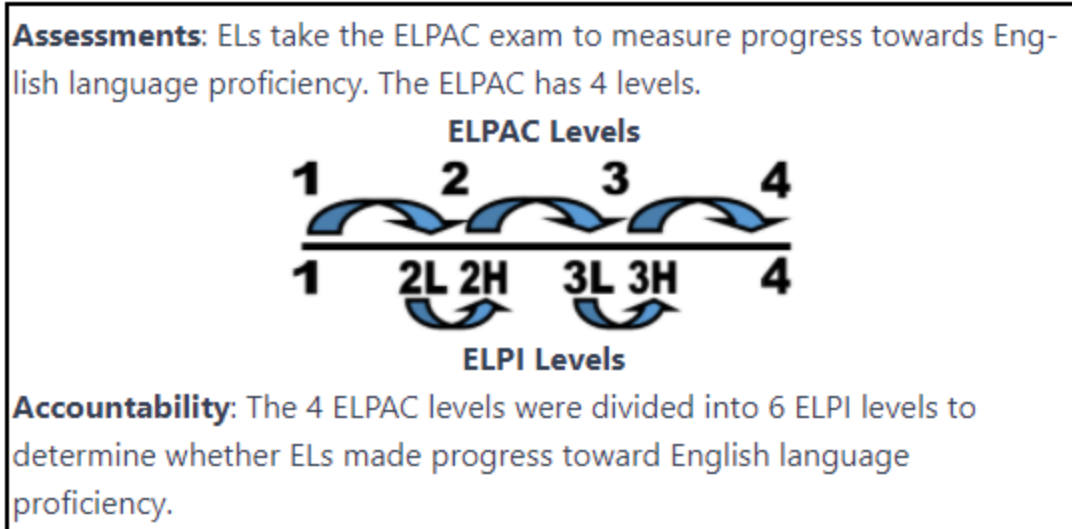 Assessments: ELs take the ELPAC exam to measure progress towards Eng-
lish language proficiency. The ELPAC has 4 levels.
ELPAC Levels
1 2 3 4
1 2L 2H 3L 3H 4
ELPI Levels
Accountability: The 4 ELPAC levels were divided into 6 ELPI levels to
determine whether ELs made progress toward English language
proficiency.